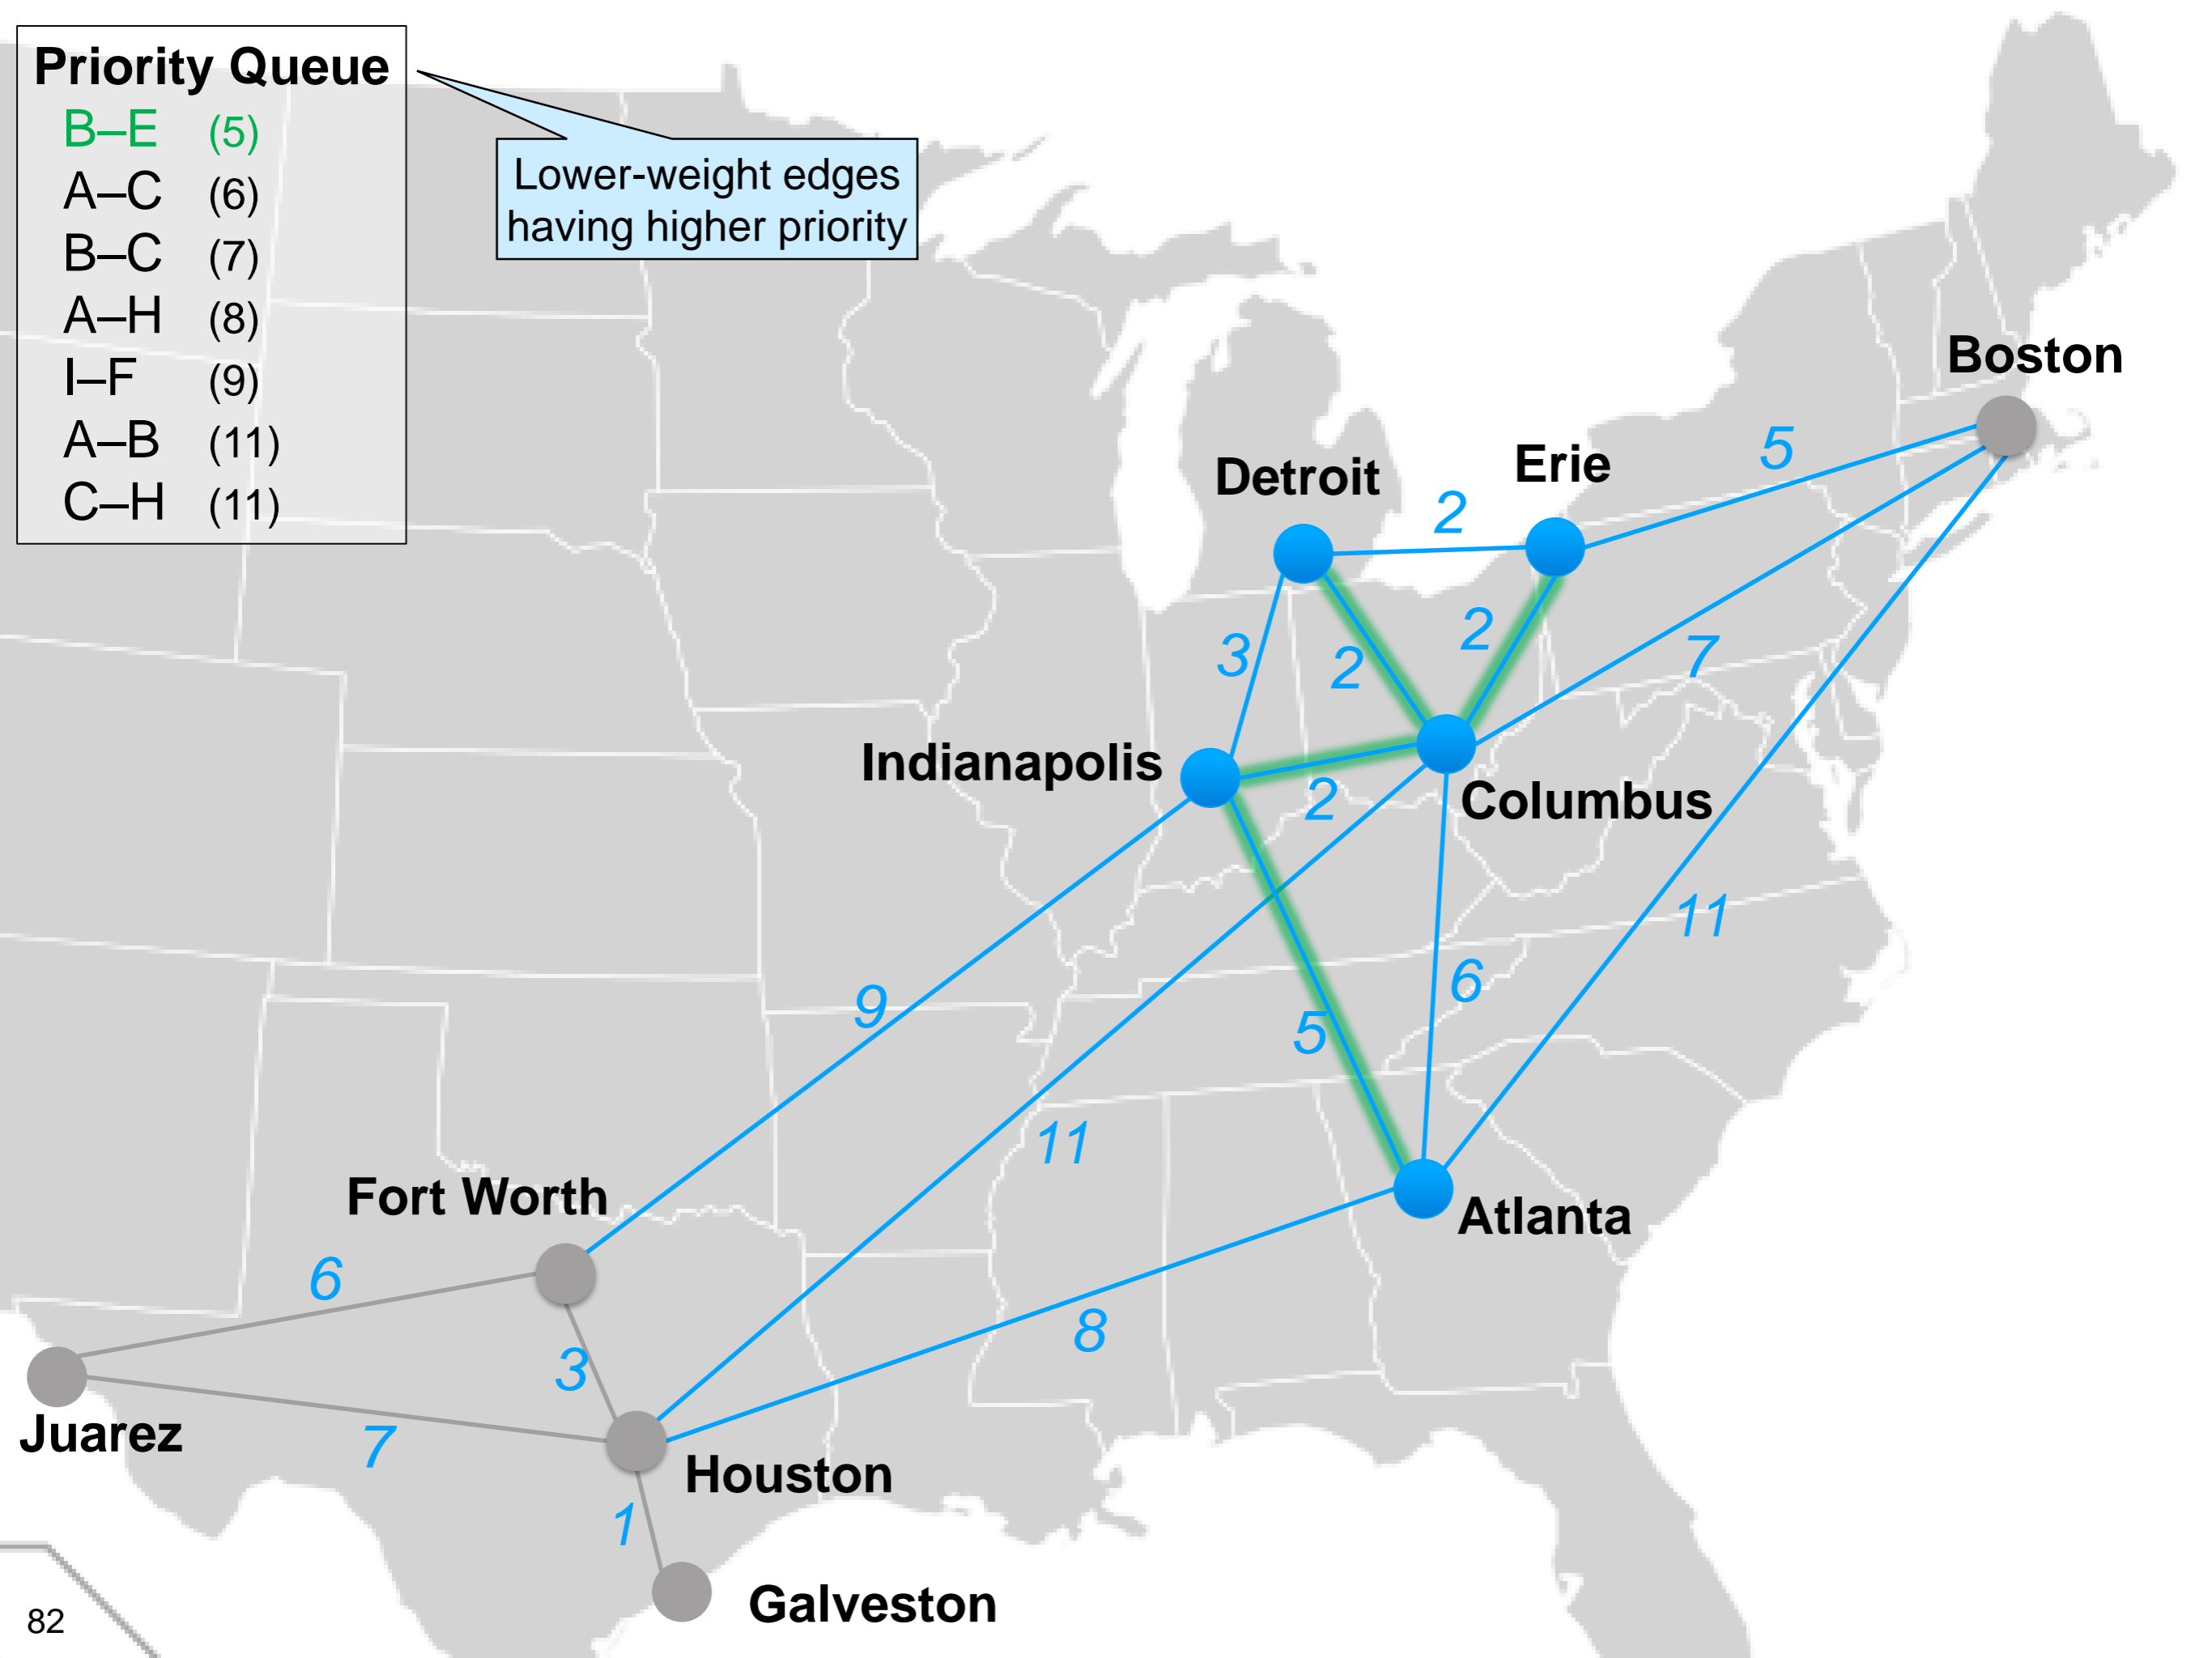 Priority Queue
B–E (5)
A–C (6)
B–C (7)
A–H (8)
I–F (9)
A–B (11)
C–H (11)
Lower-weight edges
having higher priority
Boston
Detroit
Erie
5
2
3
2
2
7
Indianapolis
Columbus
2
11
9
6
5
11
Fort Worth
Atlanta
6
8
3
Juarez
7
Houston
1
Galveston
82